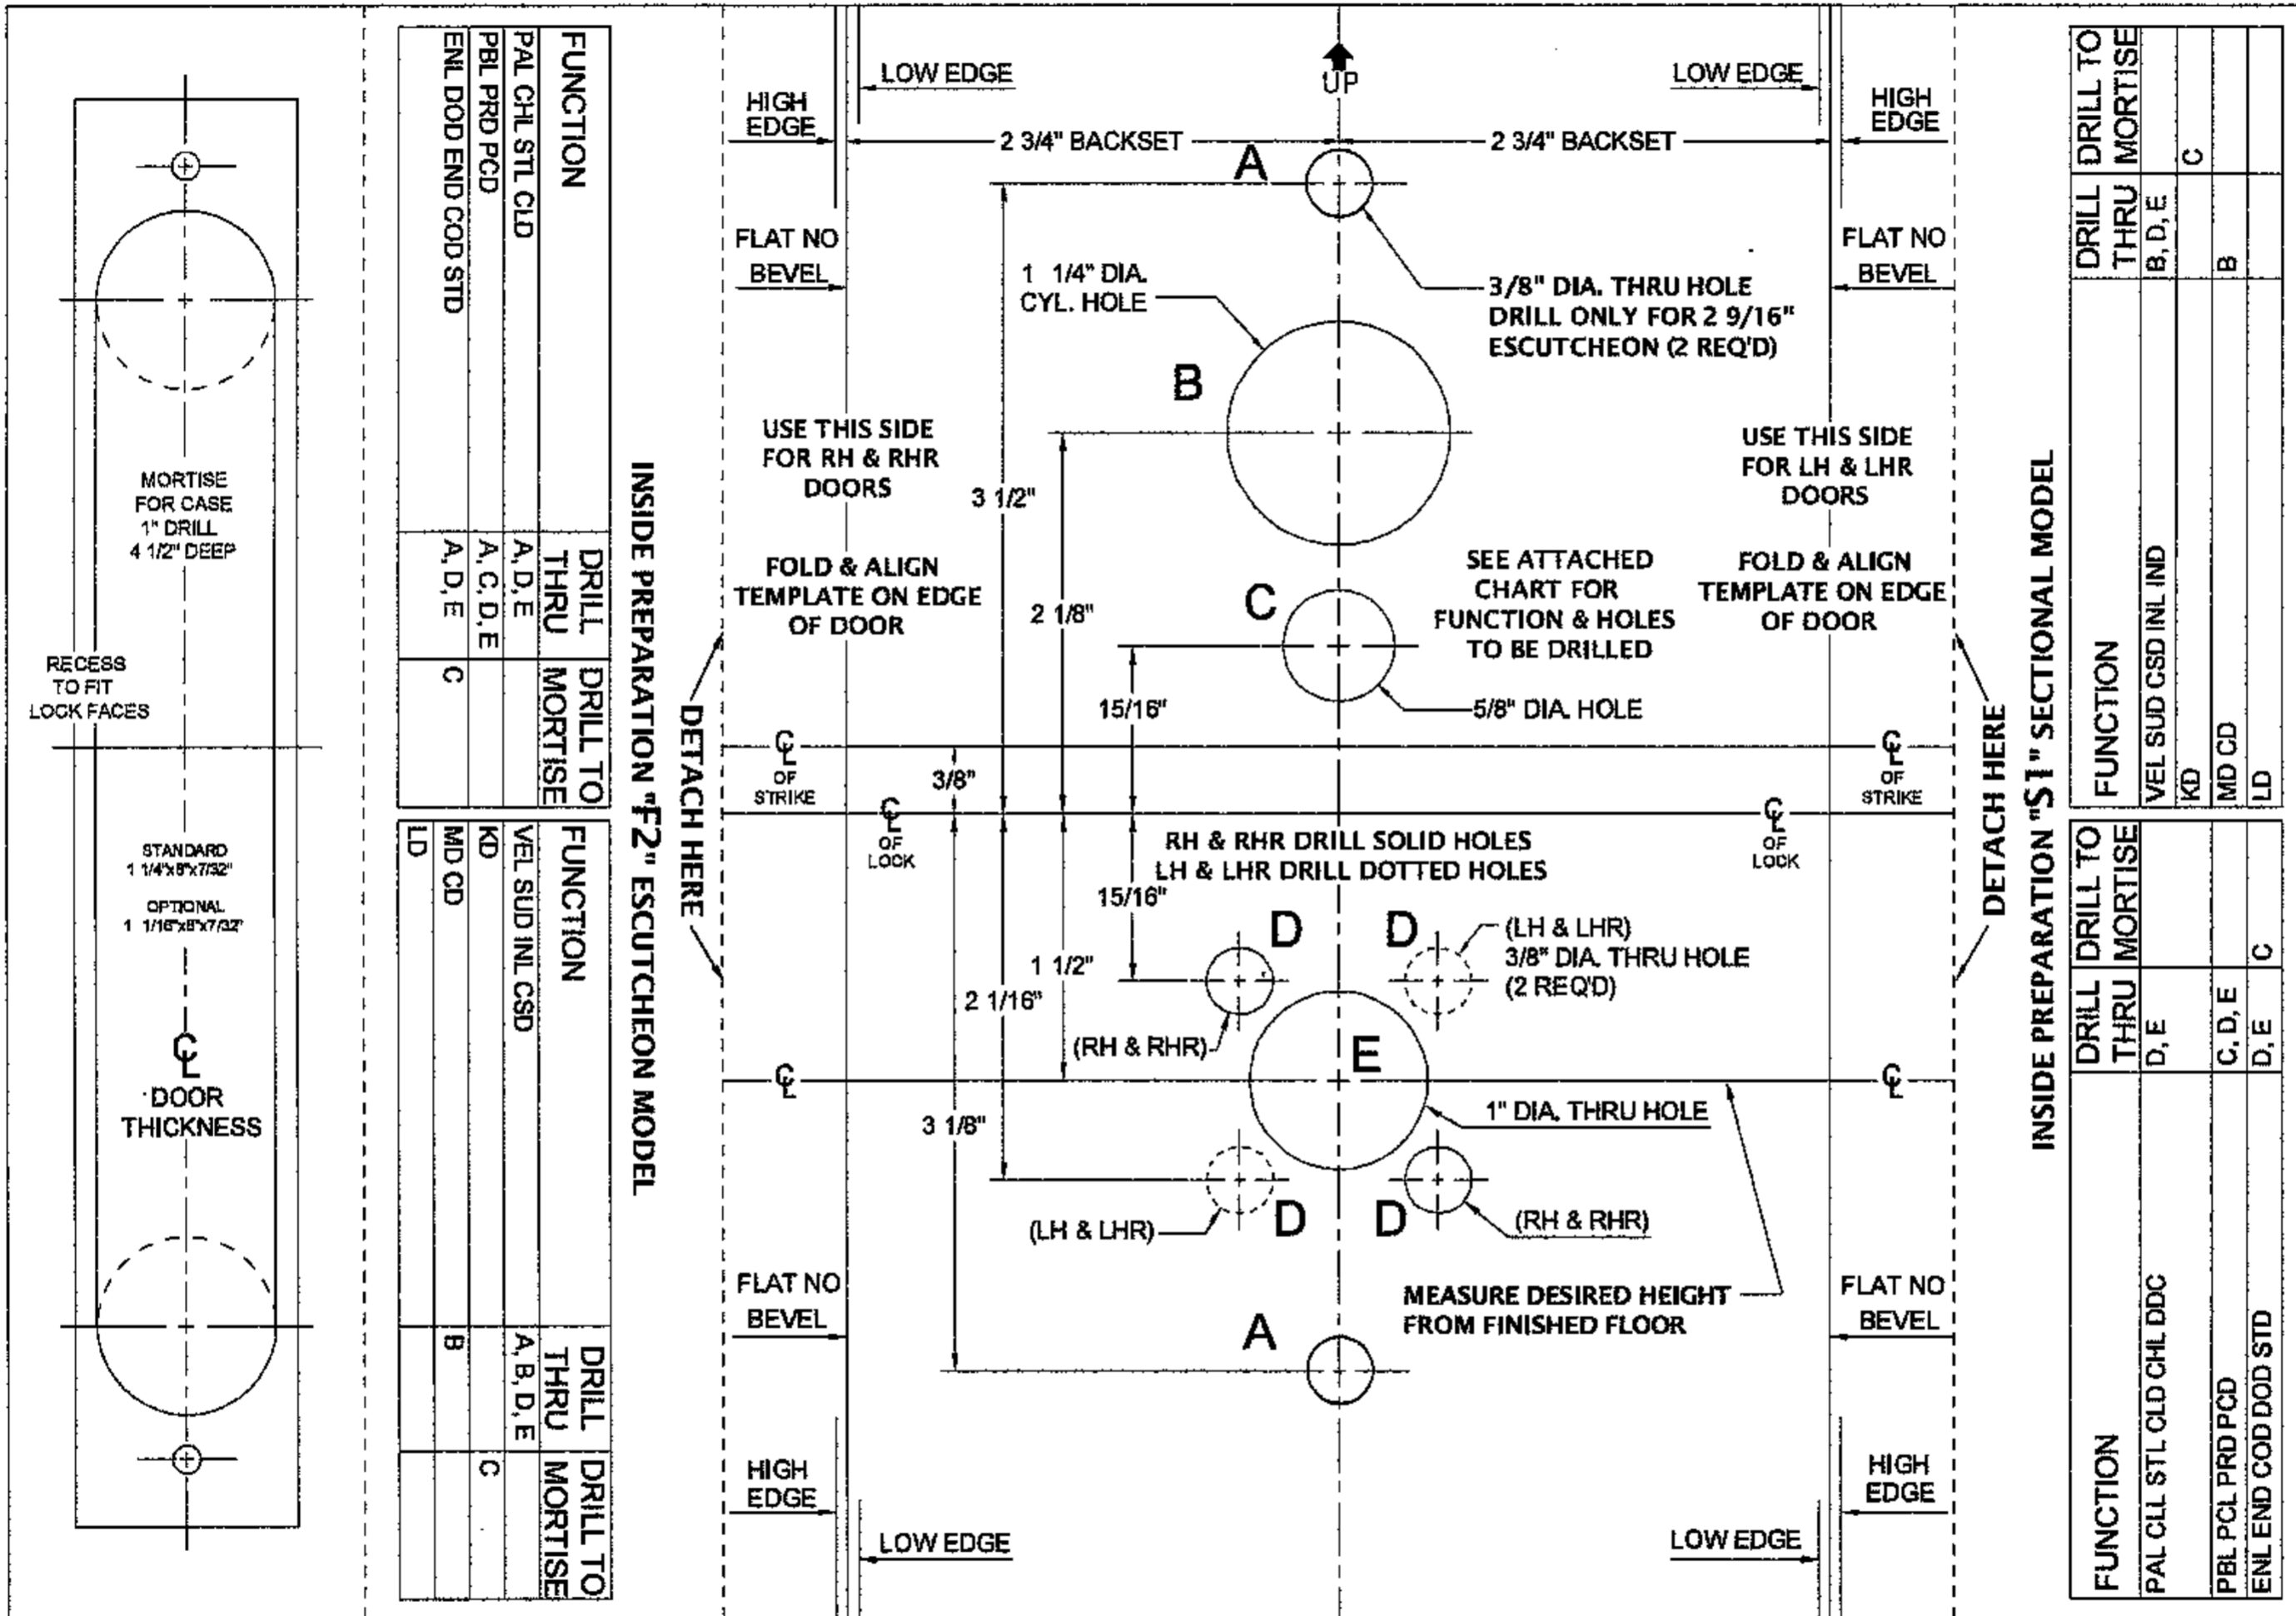 MORTISE
FOR CASE
1" DRILL
4 1/2" DEEP
RECESS
TO FIT
LOCK FACES
STANDARD
1 1/4"x8"x7/32"
OPTIONAL
1 1/16"x8"x7/32"
CL
DOOR
THICKNESS
FUNCTION
DRILL THRU
DRILL TO MORTISE
PAL CHL STL CLD
A, D, E
PBL PRD PCD
A, C, D, E
ENL DOD END COD STD
A, D, E
C
FUNCTION
DRILL THRU
DRILL TO MORTISE
VEL SUD INL CSD
A, B, D, E
KD
C
MD CD
B
LD
INSIDE PREPARATION "F2" ESCUTCHEON MODEL
DETACH HERE
UP
LOW EDGE
LOW EDGE
HIGH
EDGE
HIGH
EDGE
2 3/4" BACKSET
2 3/4" BACKSET
A
FLAT NO
BEVEL
FLAT NO
BEVEL
1 1/4" DIA.
CYL. HOLE
3/8" DIA. THRU HOLE
DRILL ONLY FOR 2 9/16"
ESCUTCHEON (2 REQ'D)
B
USE THIS SIDE
FOR RH & RHR
DOORS
3 1/2"
USE THIS SIDE
FOR LH & LHR
DOORS
FOLD & ALIGN
TEMPLATE ON EDGE
OF DOOR
2 1/8"
C
SEE ATTACHED
CHART FOR
FUNCTION & HOLES
TO BE DRILLED
FOLD & ALIGN
TEMPLATE ON EDGE
OF DOOR
15/16"
5/8" DIA. HOLE
CL
OF
STRIKE
3/8"
CL
OF
STRIKE
CL
OF
LOCK
CL
OF
LOCK
RH & RHR DRILL SOLID HOLES
LH & LHR DRILL DOTTED HOLES
15/16"
D
D
(LH & LHR)
3/8" DIA. THRU HOLE
(2 REQ'D)
1 1/2"
2 1/16"
(RH & RHR)
E
CL
CL
3 1/8"
1" DIA. THRU HOLE
(LH & LHR)
D
D
(RH & RHR)
FLAT NO
BEVEL
MEASURE DESIRED HEIGHT
FROM FINISHED FLOOR
FLAT NO
BEVEL
A
HIGH
EDGE
HIGH
EDGE
LOW EDGE
LOW EDGE
DETACH HERE
INSIDE PREPARATION "S1" SECTIONAL MODEL
FUNCTION
DRILL THRU
DRILL TO MORTISE
VEL SUD CSD INL IND
B, D, E
KD
C
MD CD
B
LD
FUNCTION
DRILL THRU
DRILL TO MORTISE
PAL CLL STL CLD CHL DDC
D, E
PBL PCL PRD PCD
C, D, E
ENL END COD DOD STD
D, E
C